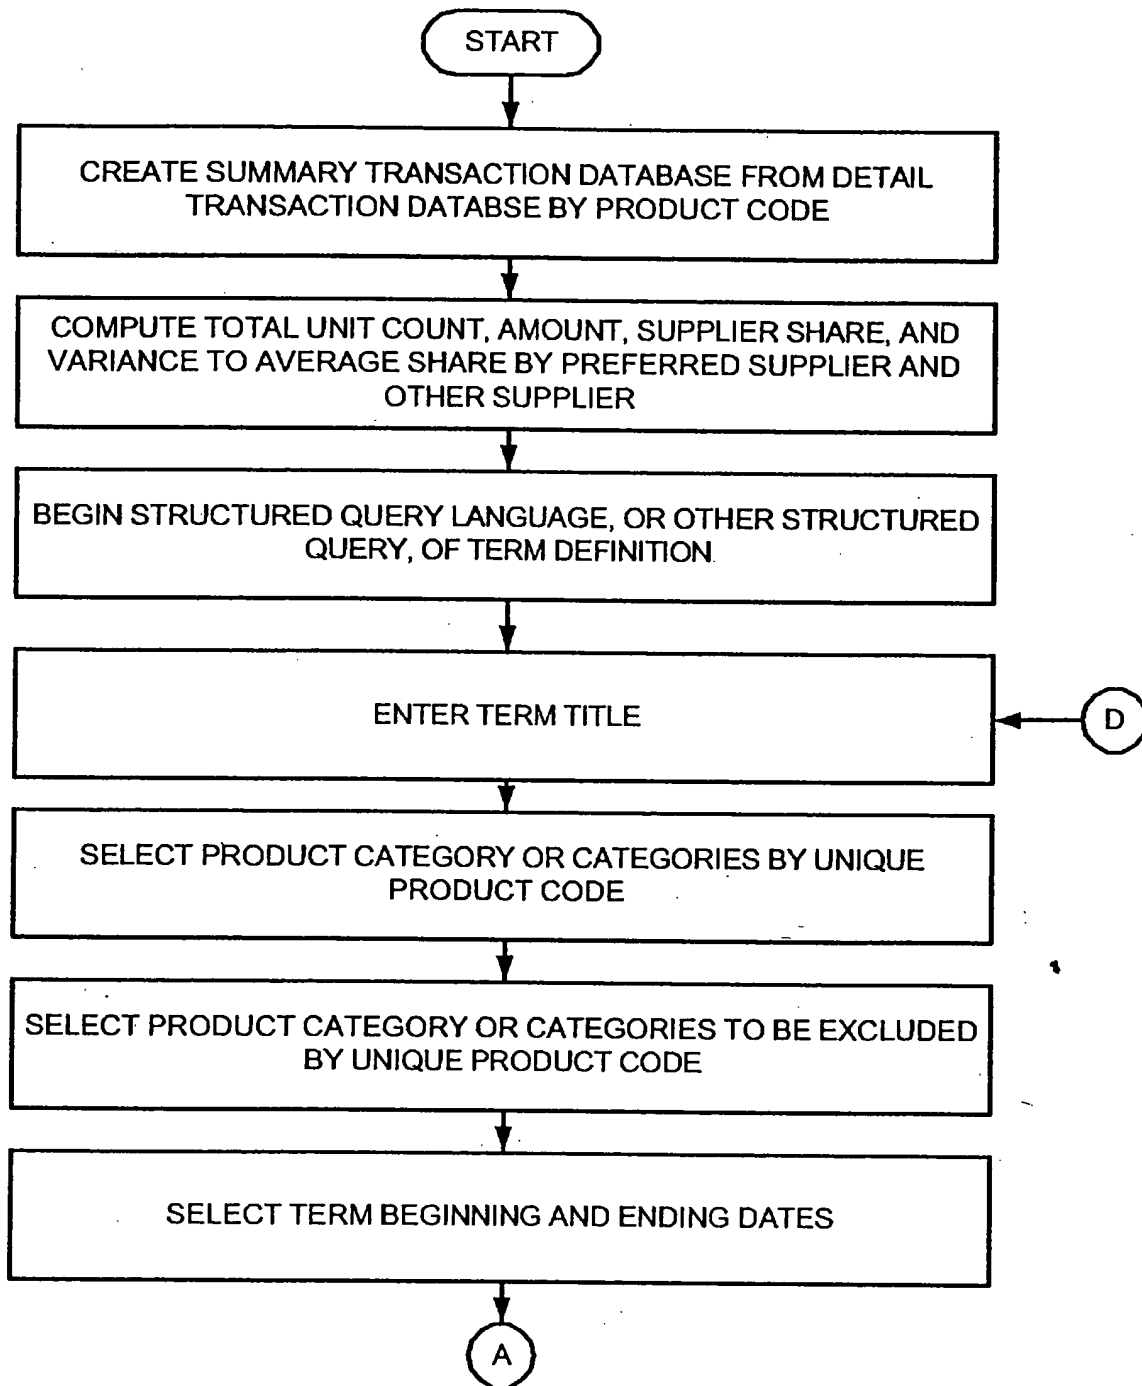 START
CREATE SUMMARY TRANSACTION DATABASE FROM DETAIL
TRANSACTION DATABSE BY PRODUCT CODE
COMPUTE TOTAL UNIT COUNT, AMOUNT, SUPPLIER SHARE, AND
VARIANCE TO AVERAGE SHARE BY PREFERRED SUPPLIER AND
OTHER SUPPLIER
BEGIN STRUCTURED QUERY LANGUAGE, OR OTHER STRUCTURED
QUERY, OF TERM DEFINITION.
ENTER TERM TITLE
D
SELECT PRODUCT CATEGORY OR CATEGORIES BY UNIQUE
PRODUCT CODE
SELECT PRODUCT CATEGORY OR CATEGORIES TO BE EXCLUDED
BY UNIQUE PRODUCT CODE
SELECT TERM BEGINNING AND ENDING DATES
A